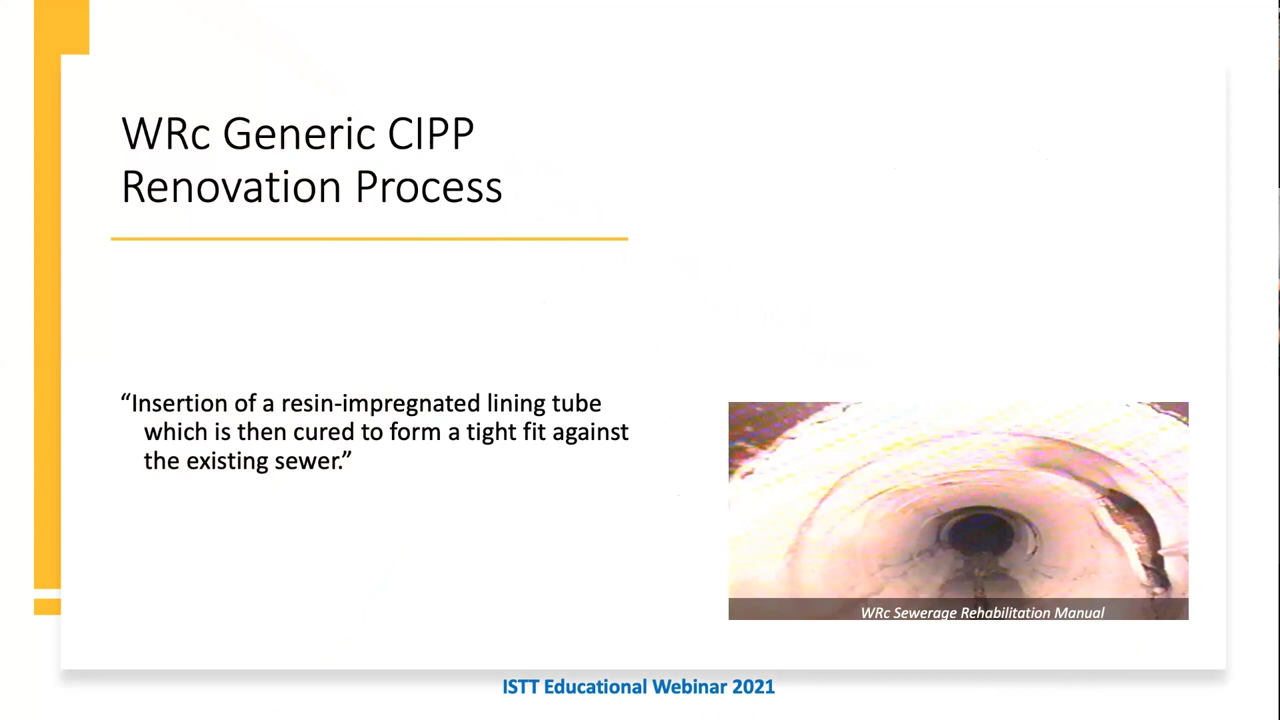 WRc Generic CIPP
Renovation Process
“Insertion of a resin-impregnated lining tube
which is then cured to form a tight fit against
the existing sewer.”
WRc Sewerage Rehabilitation Manual
ISTT Educational Webinar 2021